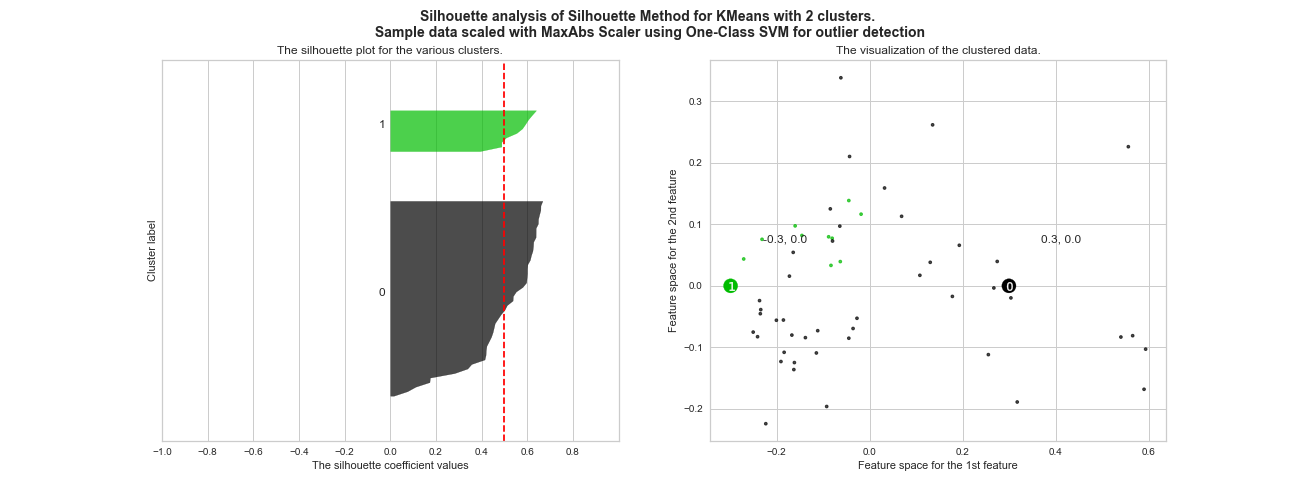 Silhouette analysis of Silhouette Method for KMeans with 2 clusters.
Sample data scaled with MaxAbs Scaler using One-Class SVM for outlier detection
The silhouette plot for the various clusters.
Cluster label
1
0
−1.0 −0.8 −0.6 −0.4 −0.2 0.0 0.2 0.4 0.6 0.8
The silhouette coefficient values
The visualization of the clustered data.
Feature space for the 2nd feature
0.3
0.2
0.1
0.0
−0.1
−0.2
−0.3, 0.0
0.3, 0.0
1
0
−0.2 0.0 0.2 0.4 0.6
Feature space for the 1st feature